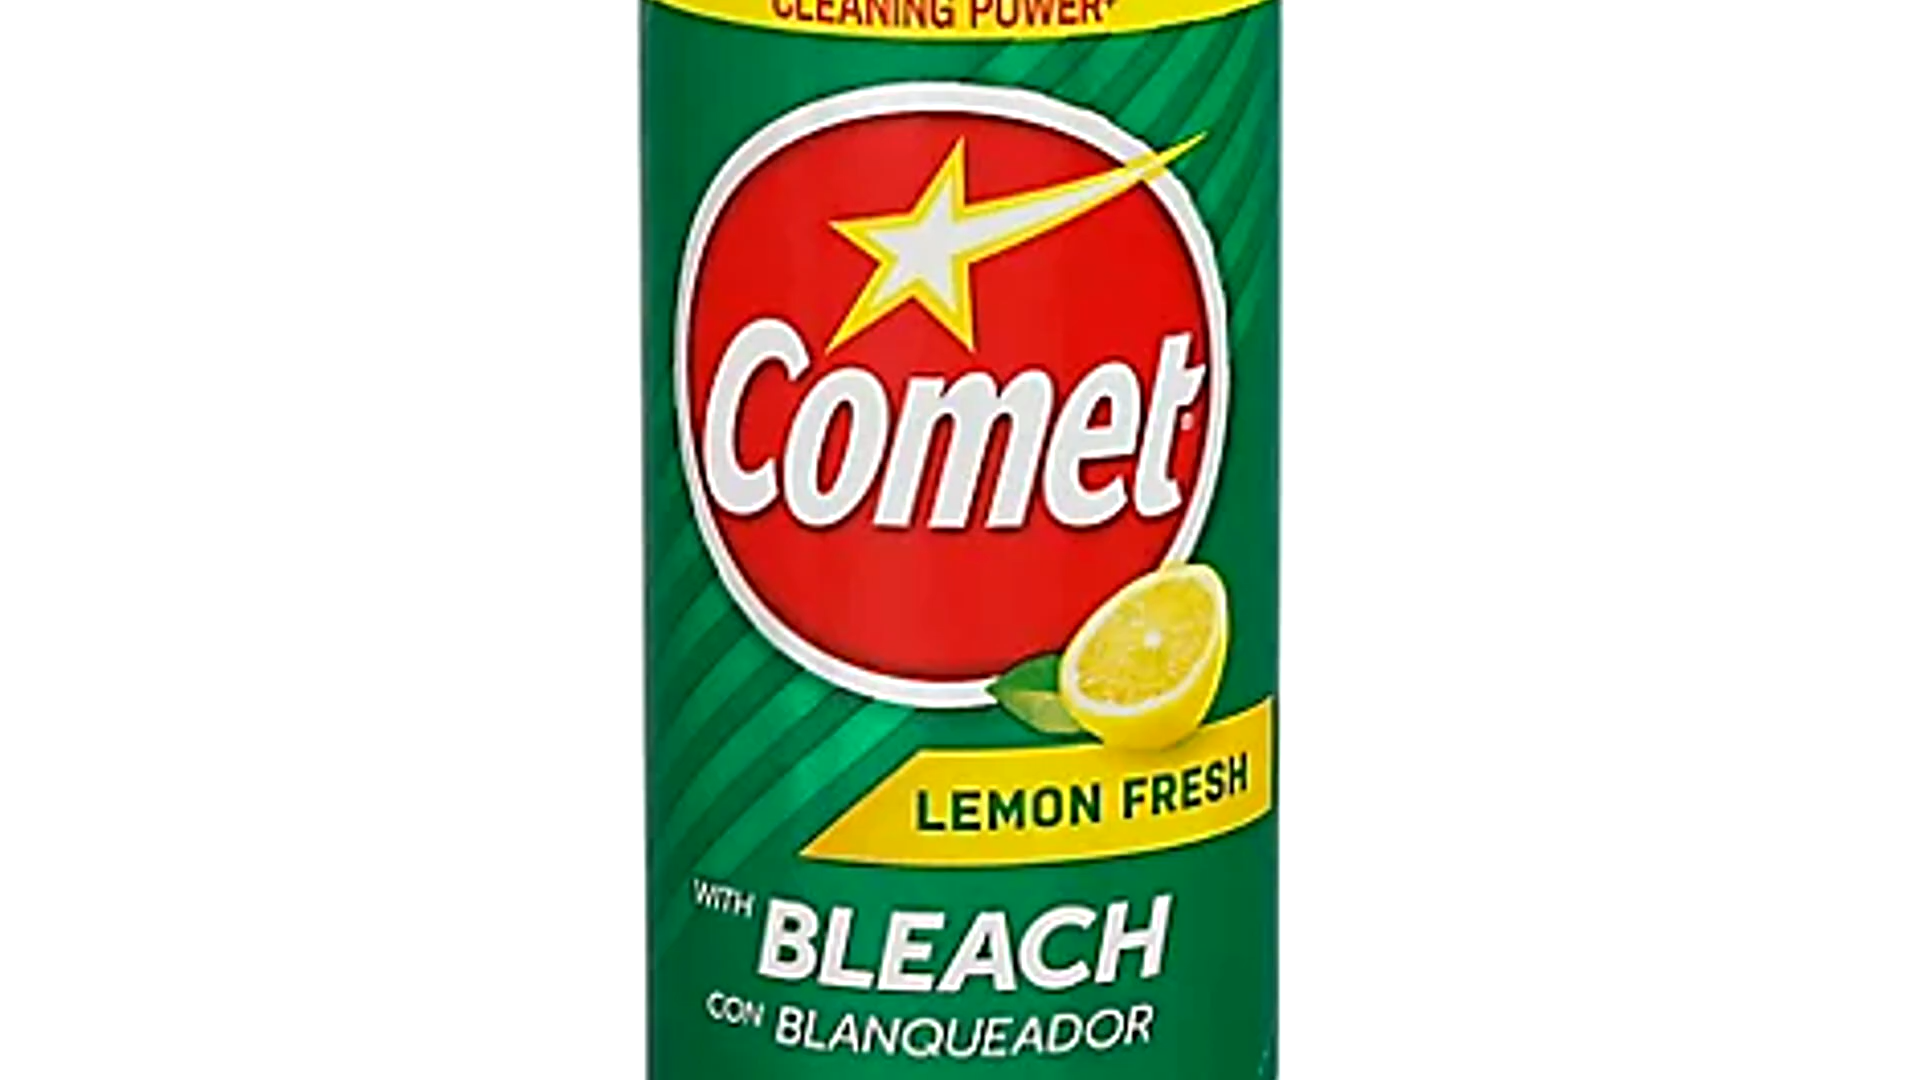 CLEANING POWER+
Comet
LEMON FRESH
WITH BLEACH
CON BLANQUEADOR